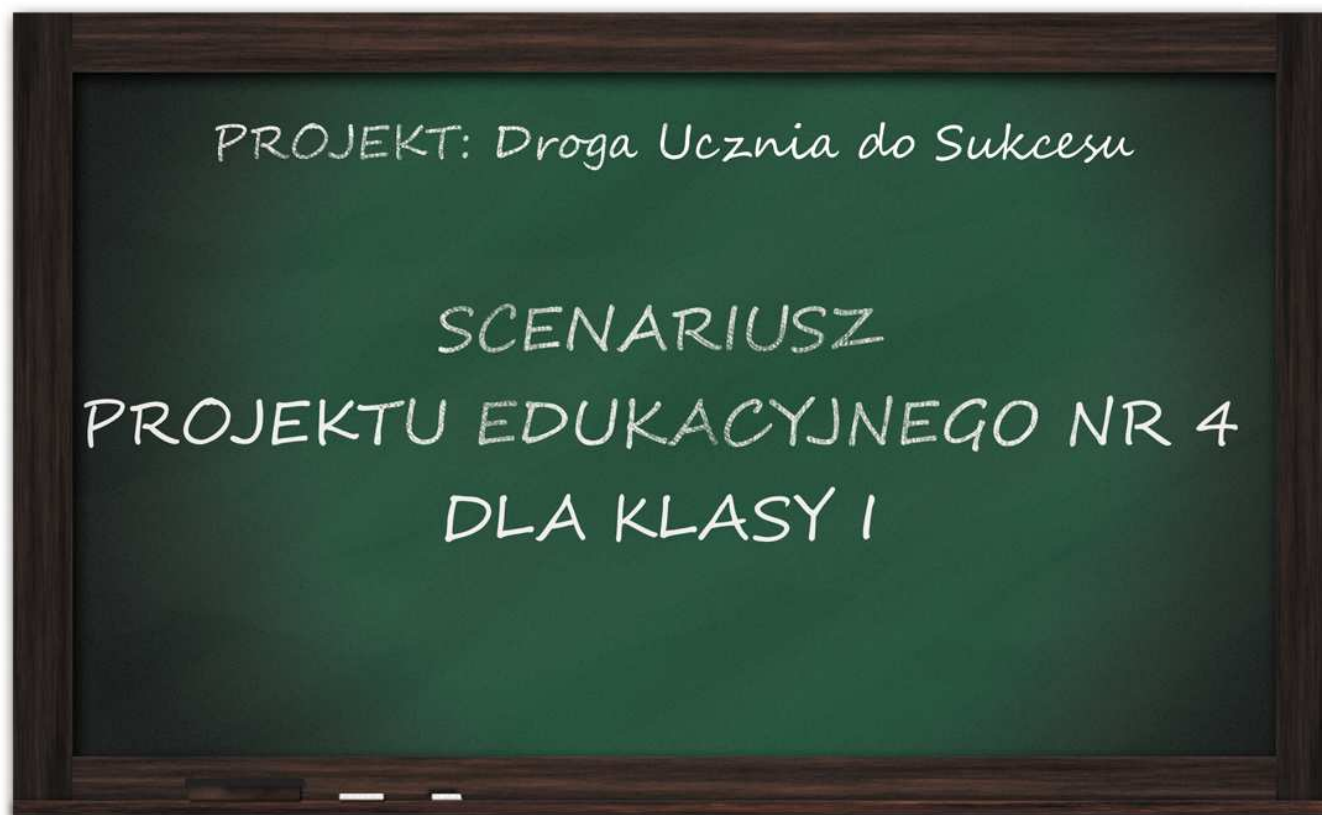 PROJEKT: Droga Ucznia do Sukcesu
SCENARIUSZ
PROJEKTU EDUKACYJNEGO NR 4
DLA KLASY I